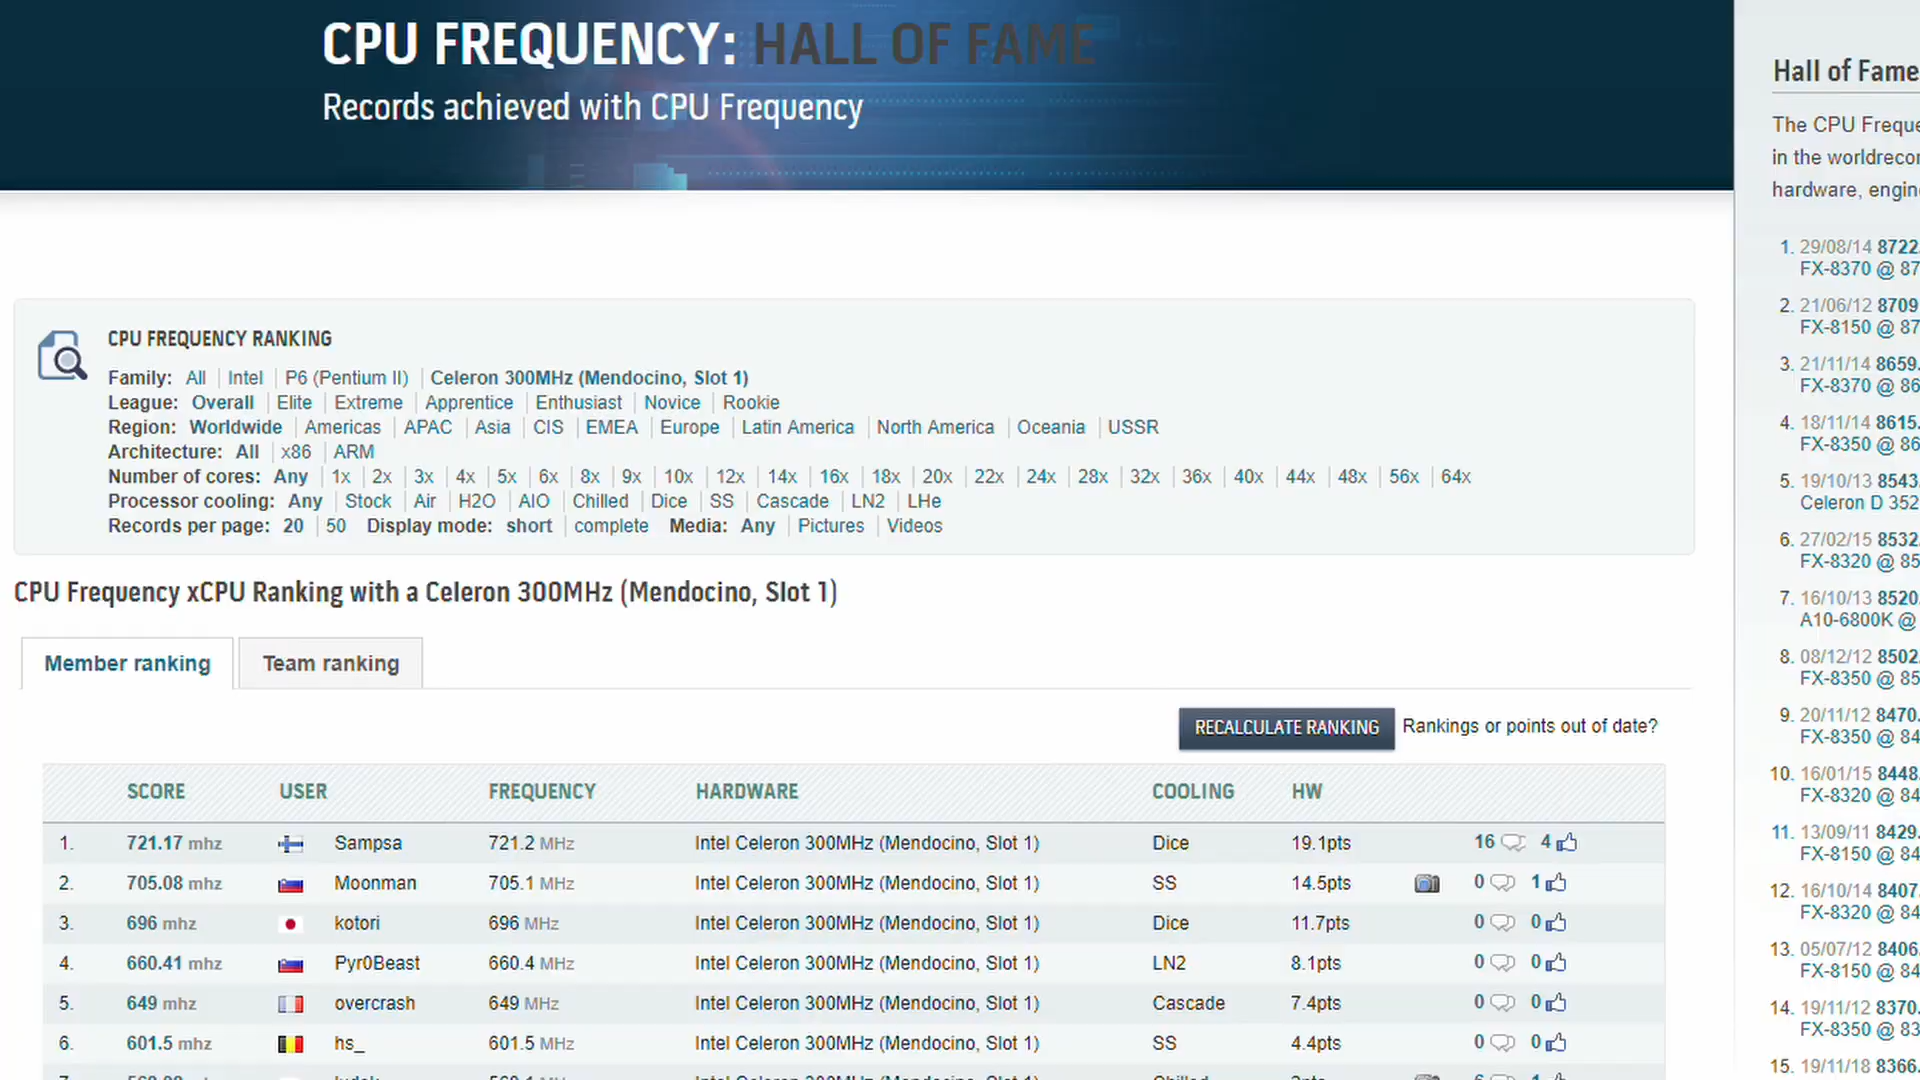 CPU FREQUENCY: HALL OF FAME
Records achieved with CPU Frequency
CPU FREQUENCY RANKING
Family: All Intel P6 (Pentium II) Celeron 300MHz (Mendocino, Slot 1)
League: Overall Elite Extreme Apprentice Enthusiast Novice Rookie
Region: Worldwide Americas APAC Asia CIS EMEA Europe Latin America North America Oceania USSR
Architecture: All x86 ARM
Number of cores: Any 1x 2x 3x 4x 5x 6x 8x 9x 10x 12x 14x 16x 18x 20x 22x 24x 28x 32x 36x 40x 44x 48x 56x 64x
Processor cooling: Any Stock Air H2O AIO Chilled Dice SS Cascade LN2 LHe
Records per page: 20 50 Display mode: short complete Media: Any Pictures Videos
CPU Frequency xCPU Ranking with a Celeron 300MHz (Mendocino, Slot 1)
Member ranking Team ranking
RECALCULATE RANKING Rankings or points out of date?
SCORE USER FREQUENCY HARDWARE COOLING HW
1. 721.17 mhz Sampsa 721.2 MHz Intel Celeron 300MHz (Mendocino, Slot 1) Dice 19.1pts 16 4
2. 705.08 mhz Moonman 705.1 MHz Intel Celeron 300MHz (Mendocino, Slot 1) SS 14.5pts 0 1
3. 696 mhz kotori 696 MHz Intel Celeron 300MHz (Mendocino, Slot 1) Dice 11.7pts 0 0
4. 660.41 mhz Pyr0Beast 660.4 MHz Intel Celeron 300MHz (Mendocino, Slot 1) LN2 8.1pts 0 0
5. 649 mhz overcrash 649 MHz Intel Celeron 300MHz (Mendocino, Slot 1) Cascade 7.4pts 0 0
6. 601.5 mhz hs_ 601.5 MHz Intel Celeron 300MHz (Mendocino, Slot 1) SS 4.4pts 0 0
Hall of Fame
The CPU Freque
in the worldrecor
hardware, engin
1. 29/08/14 8722.
FX-8370 @ 87
2. 21/06/12 8709
FX-8150 @ 87
3. 21/11/14 8659.
FX-8370 @ 86
4. 18/11/14 8615.
FX-8350 @ 86
5. 19/10/13 8543.
Celeron D 352
6. 27/02/15 8532.
FX-8320 @ 85
7. 16/10/13 8520.
A10-6800K @
8. 08/12/12 8502.
FX-8350 @ 85
9. 20/11/12 8470.
FX-8350 @ 84
10. 16/01/15 8448.
FX-8320 @ 84
11. 13/09/11 8429.
FX-8150 @ 84
12. 16/10/14 8407.
FX-8320 @ 84
13. 05/07/12 8406.
FX-8150 @ 84
14. 19/11/12 8370.
FX-8350 @ 83
15. 19/11/18 8366.